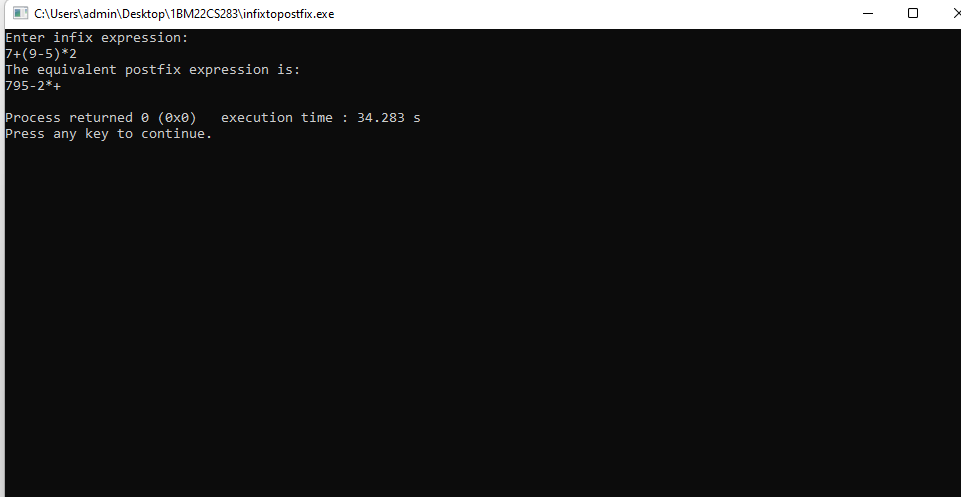 C:\Users\admin\Desktop\1BM22CS283\infixtopostfix.exe
Enter infix expression:
7+(9-5)*2
The equivalent postfix expression is:
795-2*+
Process returned 0 (0x0)   execution time : 34.283 s
Press any key to continue.